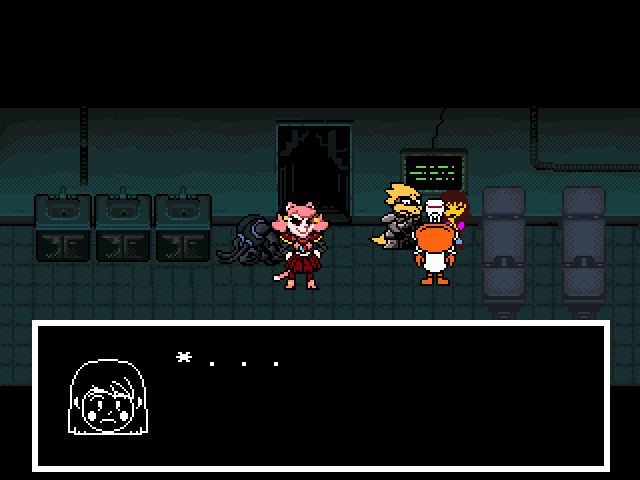 * . . .